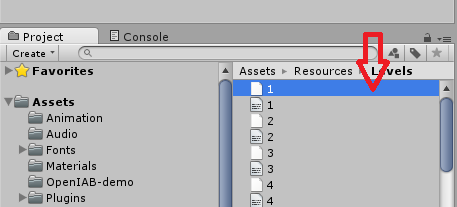 Project Console
Create
Favorites
Assets
Animation
Audio
Fonts
Materials
OpenIAB-demo
Plugins
Assets Resources Levels
1
1
2
2
3
3
4
4